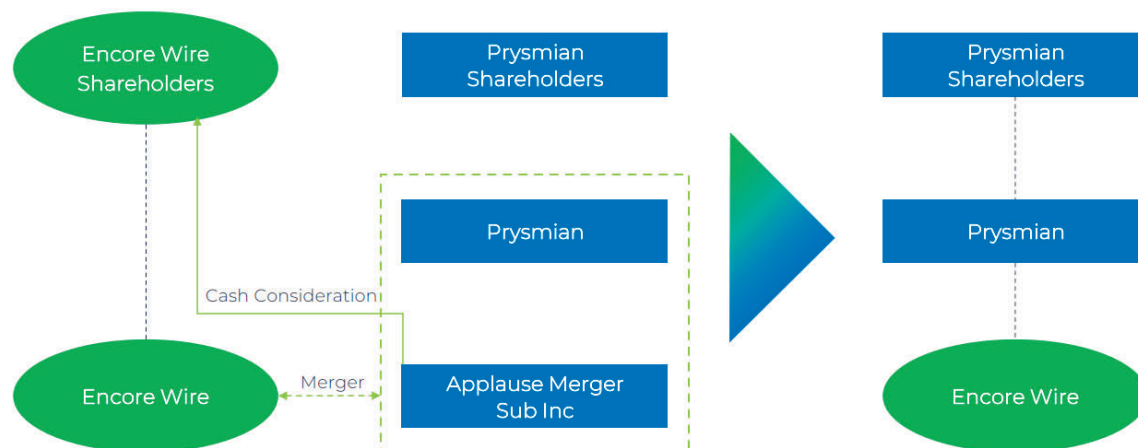 Encore Wire
Shareholders
Prysmian
Shareholders
Prysmian
Shareholders
Prysmian
Prysmian
Cash Consideration
Encore Wire
Merger
Applause Merger
Sub Inc
Encore Wire